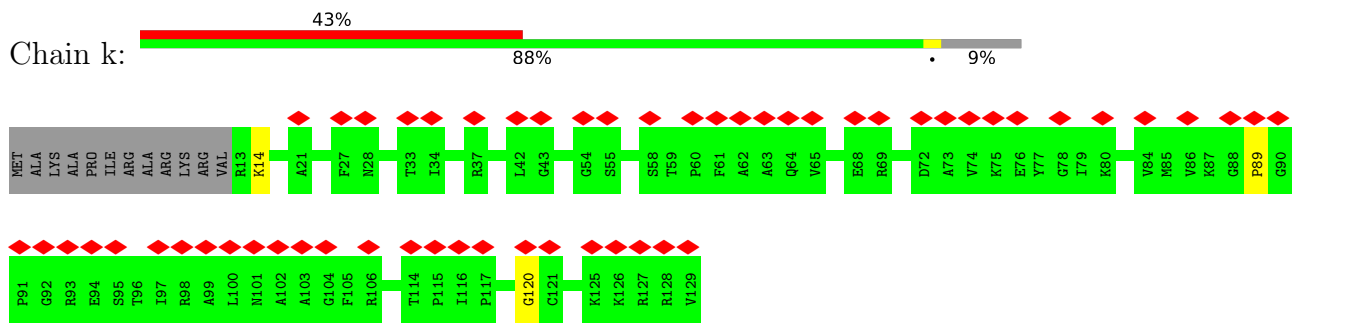 43%
Chain k:
88% • 9%
MET ALA LYS ALA PRO ILE ARG ALA ARG LYS ARG VAL R13 K14 A21 F27 N28 T33 I34 R37 L42 G43 G54 S55 S58 T59 P60 F61 A62 A63 Q64 V65 E68 R69 D72 A73 V74 K75 E76 Y77 G78 I79 K80 V84 M85 V86 K87 G88 P89 G90
P91 G92 R93 E94 S95 T96 I97 R98 A99 L100 N101 A102 A103 G104 F105 R106 T114 P115 I116 P117 G120 C121 K125 K126 R127 R128 V129